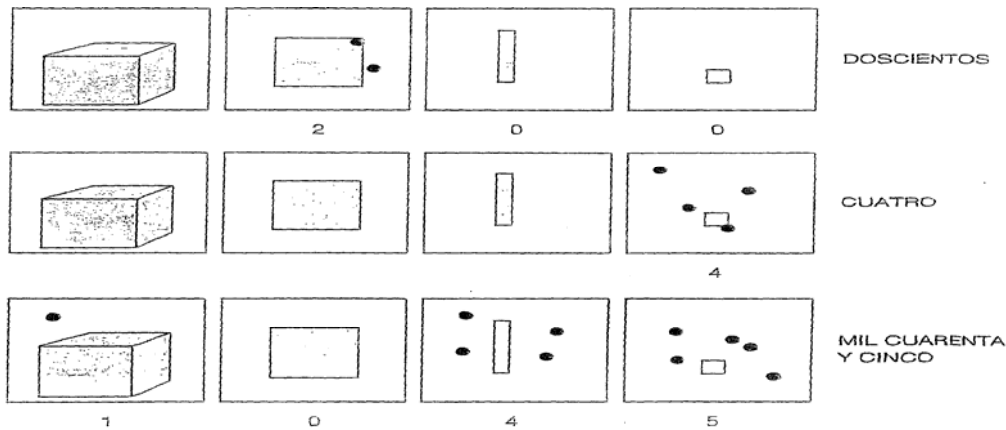 DOSCIENTOS
2 0 0
CUATRO
4
MIL CUARENTA
Y CINCO
1 0 4 5